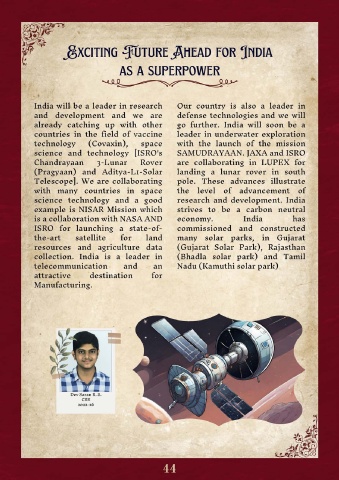 EXCITING FUTURE AHEAD FOR INDIA
AS A SUPERPOWER
India will be a leader in research
and development and we are
already catching up with other
countries in the field of vaccine
technology (Covaxin), space
science and technology [ISRO's
Chandrayaan 3-Lunar Rover
(Pragyaan) and Aditya-L1-Solar
Telescope]. We are collaborating
with many countries in space
science technology and a good
example is NISAR Mission which
is a collaboration with NASA AND
ISRO for launching a state-of-
the-art satellite for land
resources and agriculture data
collection. India is a leader in
telecommunication and an
attractive destination for
Manufacturing.
Our country is also a leader in
defense technologies and we will
go further. India will soon be a
leader in underwater exploration
with the launch of the mission
SAMUDRAYAAN. JAXA and ISRO
are collaborating in LUPEX for
landing a lunar rover in south
pole. These advances illustrate
the level of advancement of
research and development. India
strives to be a carbon neutral
economy. India has
commissioned and constructed
many solar parks, in Gujarat
(Gujarat Solar Park), Rajasthan
(Bhadla solar park) and Tamil
Nadu (Kamuthi solar park)
44